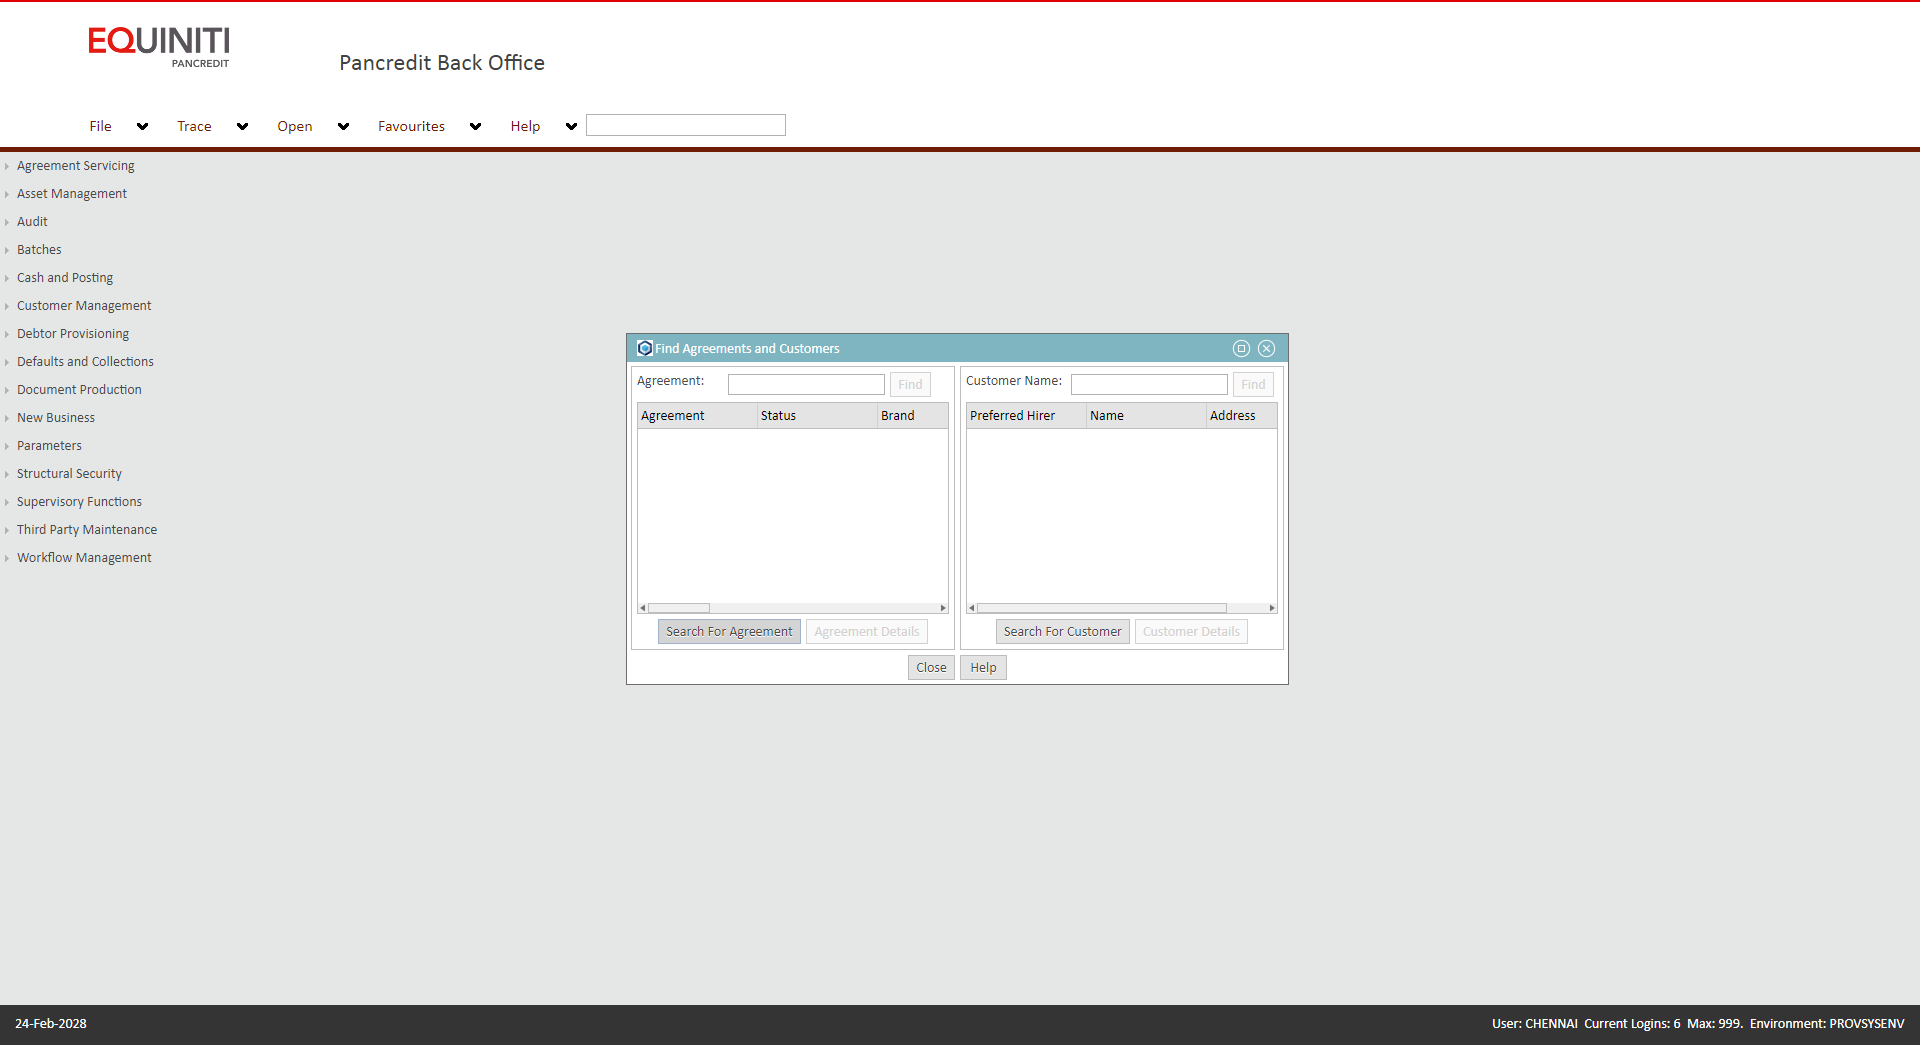 EQUINITI
PANCREDIT
Pancredit Back Office
File Trace Open Favourites Help
Agreement Servicing
Asset Management
Audit
Batches
Cash and Posting
Customer Management
Debtor Provisioning
Defaults and Collections
Document Production
New Business
Parameters
Structural Security
Supervisory Functions
Third Party Maintenance
Workflow Management
Find Agreements and Customers
Agreement: Find
Agreement Status Brand
Search For Agreement Agreement Details
Customer Name: Find
Preferred Hirer Name Address
Search For Customer Customer Details
Close Help
24-Feb-2028
User: CHENNAI Current Logins: 6 Max: 999. Environment: PROVSYSENV